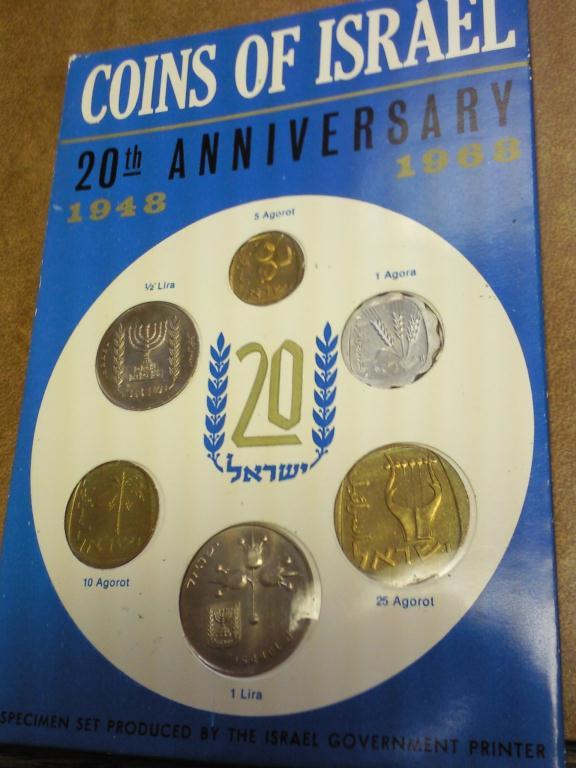 COINS OF ISRAEL
20th ANNIVERSARY
1948 1968
5 Agorot
½ Lira
1 Agora
20
ישראל
10 Agorot
25 Agorot
ישראל
1 Lira
SPECIMEN SET PRODUCED BY THE ISRAEL GOVERNMENT PRINTER